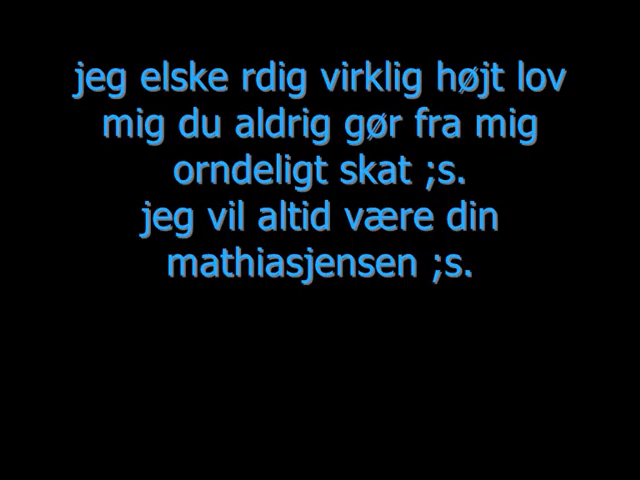 jeg elske rdig virklig højt lov
mig du aldrig gør fra mig
orndeligt skat ;s.
jeg vil altid være din
mathiasjensen ;s.